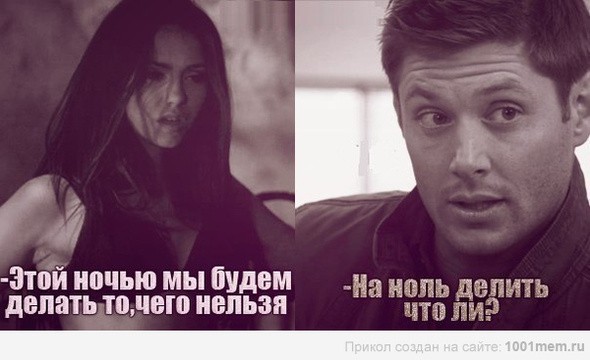 -Этой ночью мы будем
делать то,чего нельзя
-На ноль делить
что ли?
Прикол создан на сайте: 1001mem.ru